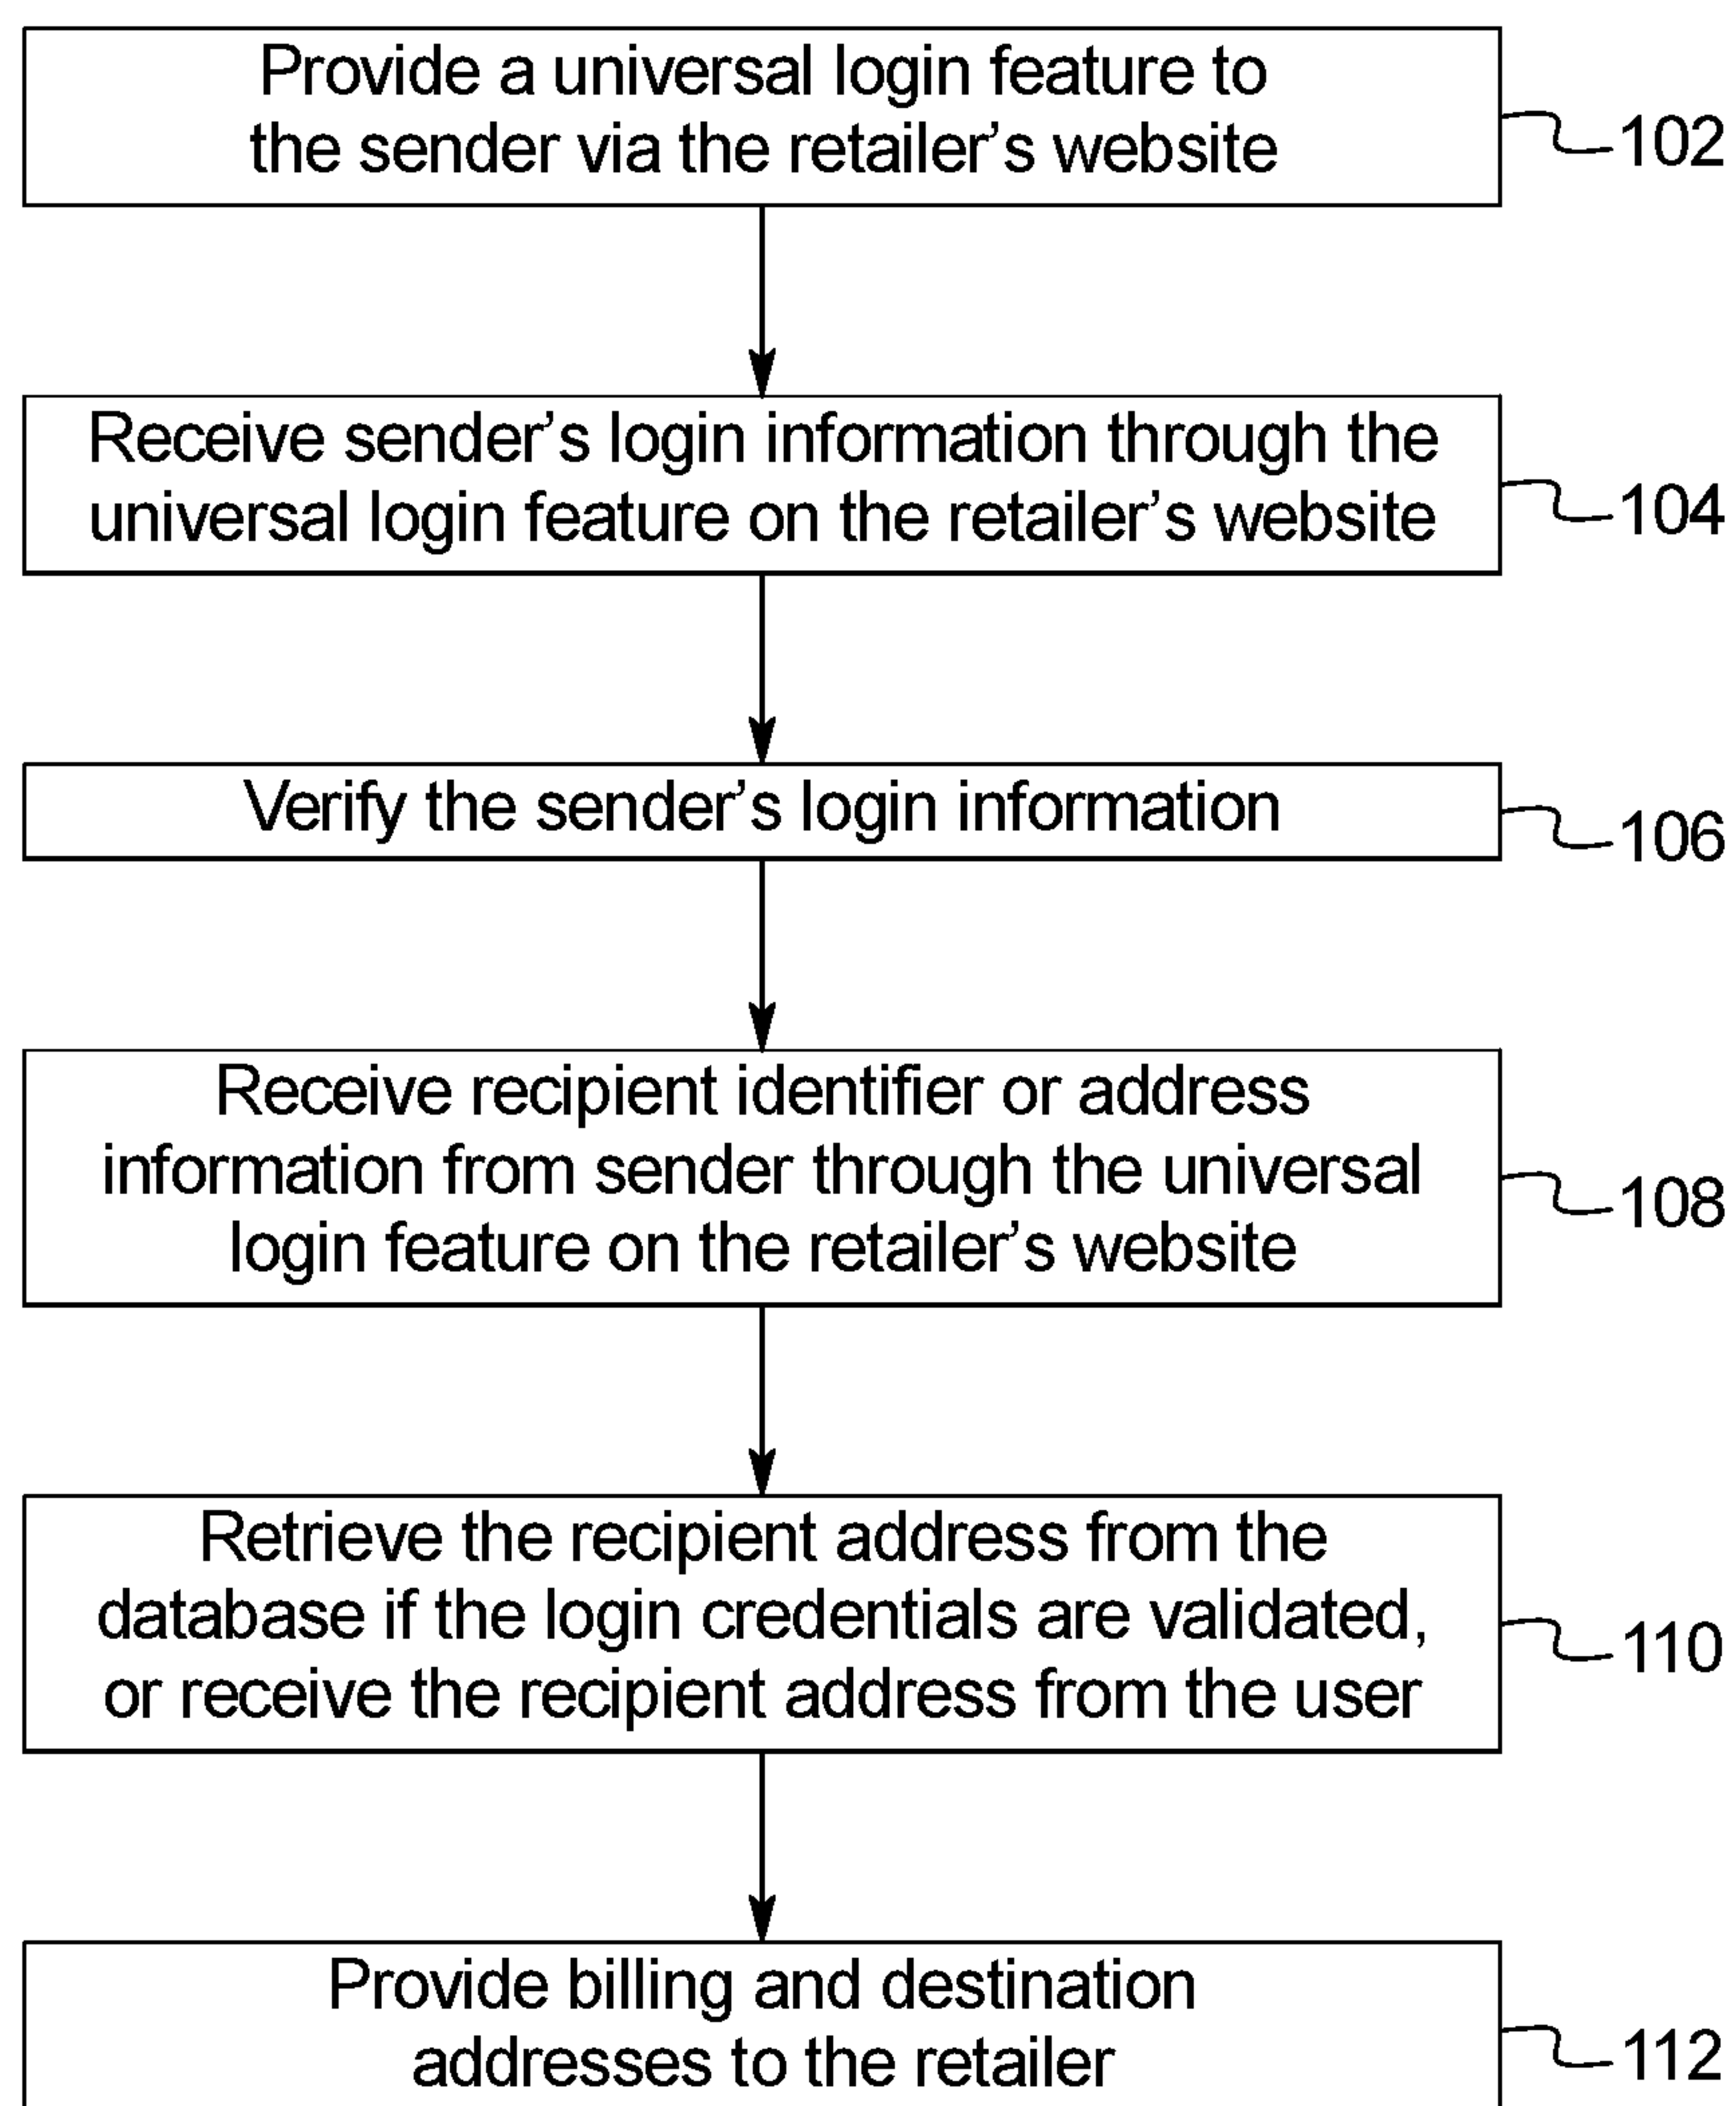 Provide a universal login feature to
the sender via the retailer's website
102
Receive sender's login information through the
universal login feature on the retailer's website
104
Verify the sender's login information
106
Receive recipient identifier or address
information from sender through the universal
login feature on the retailer's website
108
Retrieve the recipient address from the
database if the login credentials are validated,
or receive the recipient address from the user
110
Provide billing and destination
addresses to the retailer
112